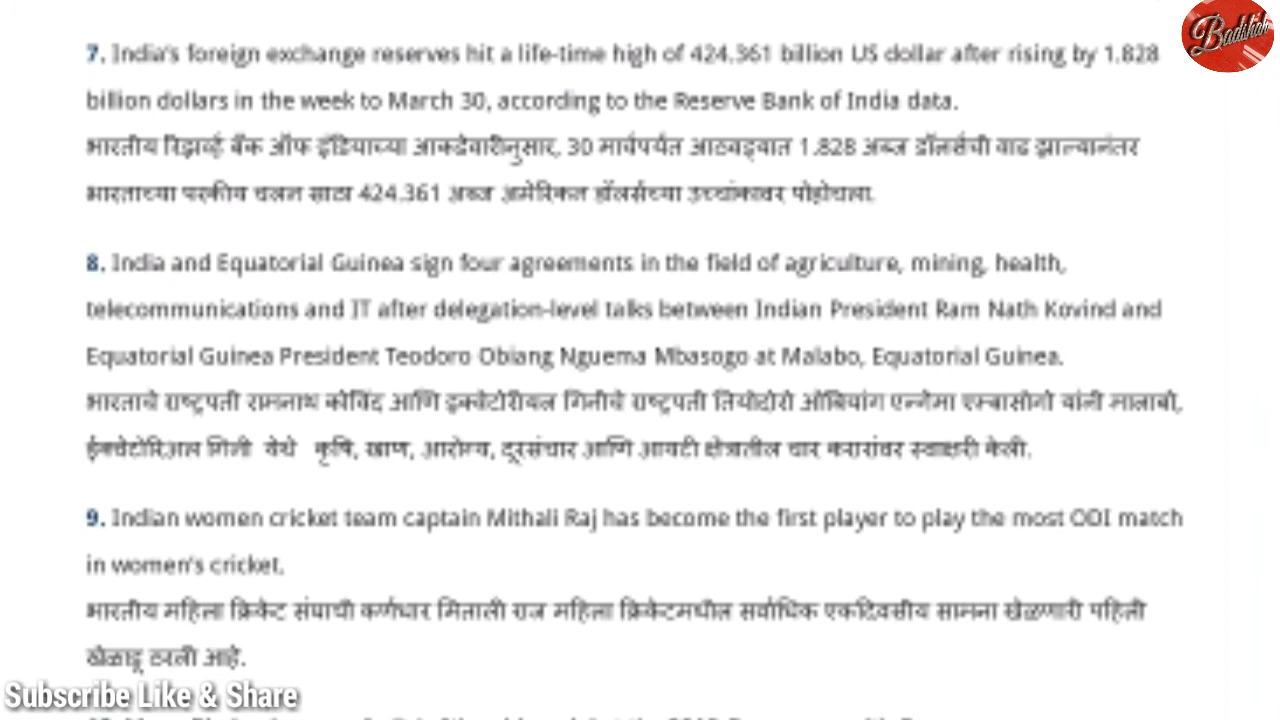 Badshah
7. India's foreign exchange reserves hit a life-time high of 424.361 billion US dollar after rising by 1.828
billion dollars in the week to March 30, according to the Reserve Bank of India data.
भारतीय रिझर्व्ह बँक ऑफ इंडियाच्या आकडेवारीनुसार, 30 मार्चपर्यंत आठवड्यात 1.828 अब्ज डॉलर्सची वाढ झाल्यानंतर
भारताच्या परकीय चलन साठा 424.361 अब्ज अमेरिकन डॉलर्सच्या उच्चांकावर पोहोचला.
8. India and Equatorial Guinea sign four agreements in the field of agriculture, mining, health,
telecommunications and IT after delegation-level talks between Indian President Ram Nath Kovind and
Equatorial Guinea President Teodoro Obiang Nguema Mbasogo at Malabo, Equatorial Guinea.
भारताचे राष्ट्रपती रामनाथ कोविंद आणि इक्वेटोरीयल गिनीचे राष्ट्रपती तियोदोरो ओबियांग एन्गेमा एम्बासोगो यांनी मालाबो,
ईक्वेटोरिअल गिनी येथे कृषि, खाण, आरोग्य, दूरसंचार आणि आयटी क्षेत्रातील चार करारांवर स्वाक्षरी केली.
9. Indian women cricket team captain Mithali Raj has become the first player to play the most ODI match
in women's cricket.
भारतीय महिला क्रिकेट संघाची कर्णधार मिताली राज महिला क्रिकेटमधील सर्वाधिक एकदिवसीय सामना खेळणारी पहिली
खेळाडू ठरली आहे.
Subscribe Like & Share